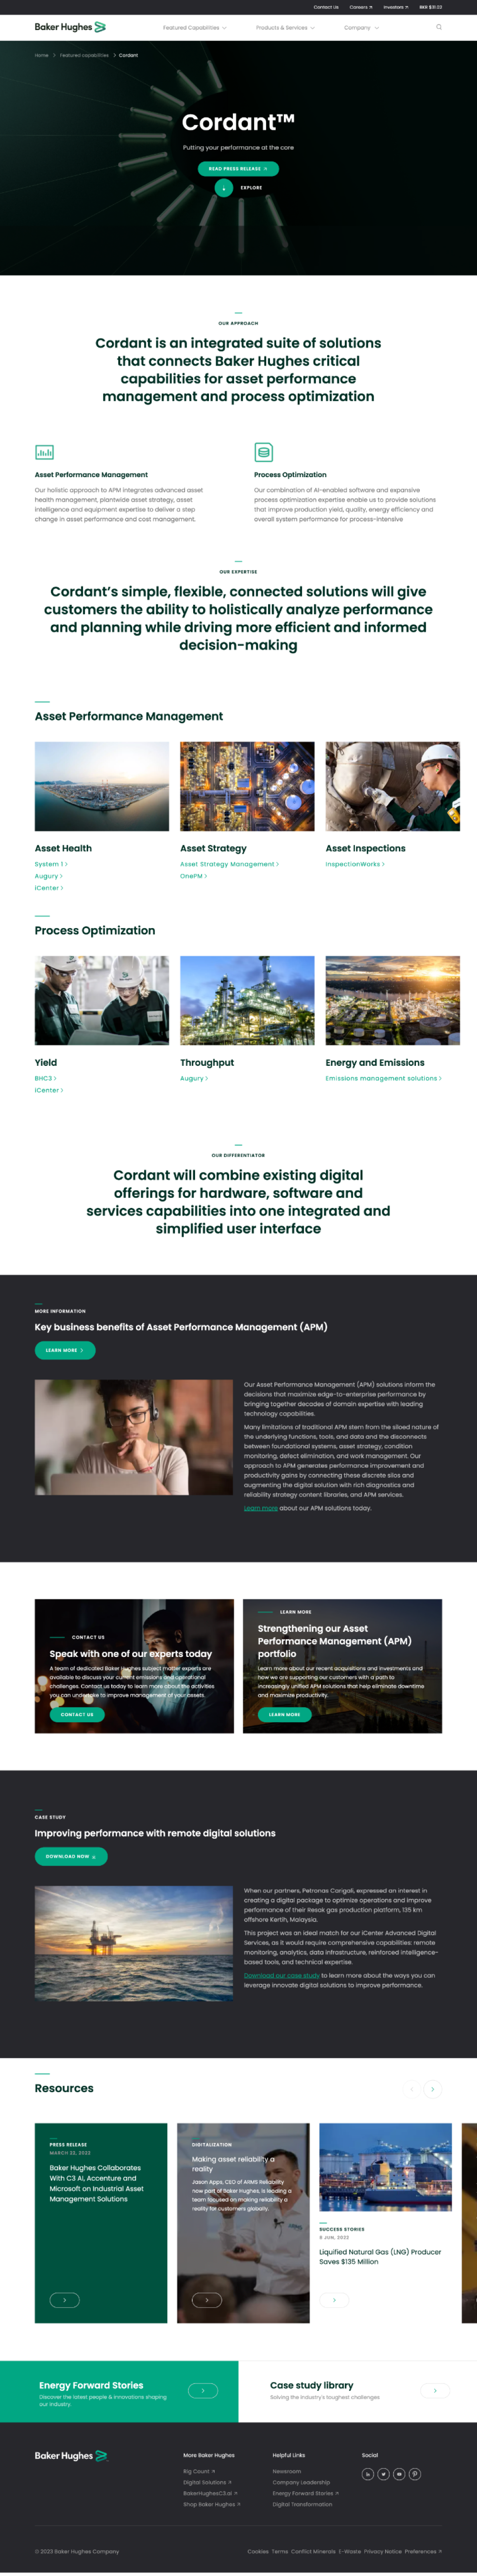 Contact Us Careers Investors BKR $31.02
Baker Hughes
Featured Capabilities Products & Services Company
Home Featured capabilities Cordant
Cordant™
Putting your performance at the core
READ PRESS RELEASE
EXPLORE
OUR APPROACH
Cordant is an integrated suite of solutions
that connects Baker Hughes critical
capabilities for asset performance
management and process optimization
Asset Performance Management
Our holistic approach to APM integrates advanced asset
health management, plantwide asset strategy, asset
intelligence and equipment expertise to deliver a step
change in asset performance and cost management.
Process Optimization
Our combination of AI-enabled software and expansive
process optimization expertise enable us to provide solutions
that improve production yield, quality, energy efficiency and
overall system performance for process-intensive
OUR EXPERTISE
Cordant’s simple, flexible, connected solutions will give
customers the ability to holistically analyze performance
and planning while driving more efficient and informed
decision-making
Asset Performance Management
Asset Health
System 1
Augury
iCenter
Asset Strategy
Asset Strategy Management
OnePM
Asset Inspections
InspectionWorks
Process Optimization
Yield
BHC3
iCenter
Throughput
Augury
Energy and Emissions
Emissions management solutions
OUR DIFFERENTIATOR
Cordant will combine existing digital
offerings for hardware, software and
services capabilities into one integrated and
simplified user interface
MORE INFORMATION
Key business benefits of Asset Performance Management (APM)
LEARN MORE
Our Asset Performance Management (APM) solutions inform the
decisions that maximize edge-to-enterprise performance by
bringing together decades of domain expertise with leading
technology capabilities.
Many limitations of traditional APM stem from the siloed nature of
the underlying functions, tools, and data and the disconnects
between foundational systems, asset strategy, condition
monitoring, defect elimination, and work management. Our
approach to APM generates performance improvement and
productivity gains by connecting these discrete silos and
augmenting the digital solution with rich diagnostics and
reliability strategy content libraries, and APM services.
Learn more about our APM solutions today.
CONTACT US
Speak with one of our experts today
A team of dedicated Baker Hughes subject matter experts are
available to discuss your current emissions and operational
challenges. Contact us today to learn more about the activities
you can undertake to improve management of your assets.
CONTACT US
LEARN MORE
Strengthening our Asset
Performance Management (APM)
portfolio
Learn more about our recent acquisitions and investments and
how we are supporting our customers with a path to
increasingly unified APM solutions that help eliminate downtime
and maximize productivity.
LEARN MORE
CASE STUDY
Improving performance with remote digital solutions
DOWNLOAD NOW
When our partners, Petronas Carigali, expressed an interest in
creating a digital package to optimize operations and improve
performance of their Resak gas production platform, 135 km
offshore Kertih, Malaysia.
This project was an ideal match for our iCenter Advanced Digital
Services, as it would require comprehensive capabilities: remote
monitoring, analytics, data infrastructure, reinforced intelligence-
based tools, and technical expertise.
Download our case study to learn more about the ways you can
leverage innovate digital solutions to improve performance.
Resources
PRESS RELEASE
MARCH 22, 2022
Baker Hughes Collaborates
With C3 AI, Accenture and
Microsoft on Industrial Asset
Management Solutions
DIGITALIZATION
Making asset reliability a
reality
Jason Apps, CEO of ARMS Reliability
now part of Baker Hughes, is leading a
team focused on making reliability a
reality for customers globally.
SUCCESS STORIES
8 JUN, 2022
Liquified Natural Gas (LNG) Producer
Saves $135 Million
Energy Forward Stories
Discover the latest people & innovations shaping
our industry.
Case study library
Solving the industry's toughest challenges
Baker Hughes
More Baker Hughes
Rig Count
Digital Solutions
BakerHughesC3.ai
Shop Baker Hughes
Helpful Links
Newsroom
Company Leadership
Energy Forward Stories
Digital Transformation
Social
© 2023 Baker Hughes Company
Cookies Terms Conflict Minerals E-Waste Privacy Notice Preferences